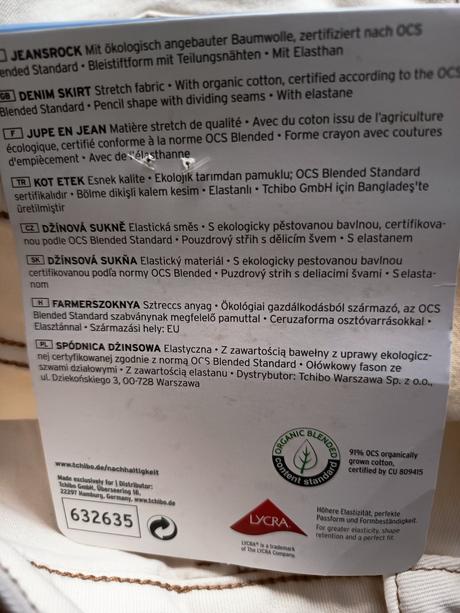 JEANSROCK Mit ökologisch angebauter Baumwolle, zertifiziert nach OCS
ended Standard • Bleistiftform mit Teilungsnähten • Mit Elasthan
GB DENIM SKIRT Stretch fabric • With organic cotton, certified according to the OCS
Blended Standard • Pencil shape with dividing seams • With elastane
F JUPE EN JEAN Matière stretch de qualité • Avec du coton issu de l'agriculture
écologique, certifié conforme à la norme OCS Blended • Forme crayon avec coutures
d'empiècement • Avec de l'élasthanne
TR KOT ETEK Esnek kalite • Ekolojik tarımdan pamuklu; OCS Blended Standard
sertifikalıdır • Bölme dikişli kalem kesim • Elastanlı • Tchibo GmbH için Bangladeş'te
üretilmiştir
CZ DŽÍNOVÁ SUKNĚ Elastická směs • S ekologicky pěstovanou bavlnou, certifikova-
nou podle OCS Blended Standard • Pouzdrový střih s dělicím švem • S elastanem
SK DŽÍNSOVÁ SUKŇA Elastický materiál • S ekologicky pestovanou bavlnou
certifikovanou podľa normy OCS Blended • Puzdrový strih s deliacimi švami • S elasta-
nom
H FARMERSZOKNYA Sztreccs anyag • Ökológiai gazdálkodásból származó, az OCS
Blended Standard szabványnak megfelelő pamuttal • Ceruzaforma osztóvarrásokkal •
Elasztánnal • Származási hely: EU
PL SPÓDNICA DŻINSOWA Elastyczna • Z zawartością bawełny z uprawy ekologicz-
nej certyfikowanej zgodnie z normą OCS Blended Standard • Ołówkowy fason ze
szwami działowymi • Z zawartością elastanu • Dystrybutor: Tchibo Warszawa Sp. z o.o.,
ul. Dziekońskiego 3, 00-728 Warszawa
www.tchibo.de/nachhaltigkeit
Made exclusively for | Distributor:
Tchibo GmbH, Überseering 18,
22297 Hamburg, Germany, www.tchibo.de
632635
ORGANIC BLENDED
content standard
91% OCS organically
grown cotton,
certified by CU 809415
LYCRA
LYCRA® is a trademark
of The LYCRA Company
Höhere Elastizität, perfekte
Passform und Formbeständigkeit.
For greater elasticity, shape
retention and a perfect fit.